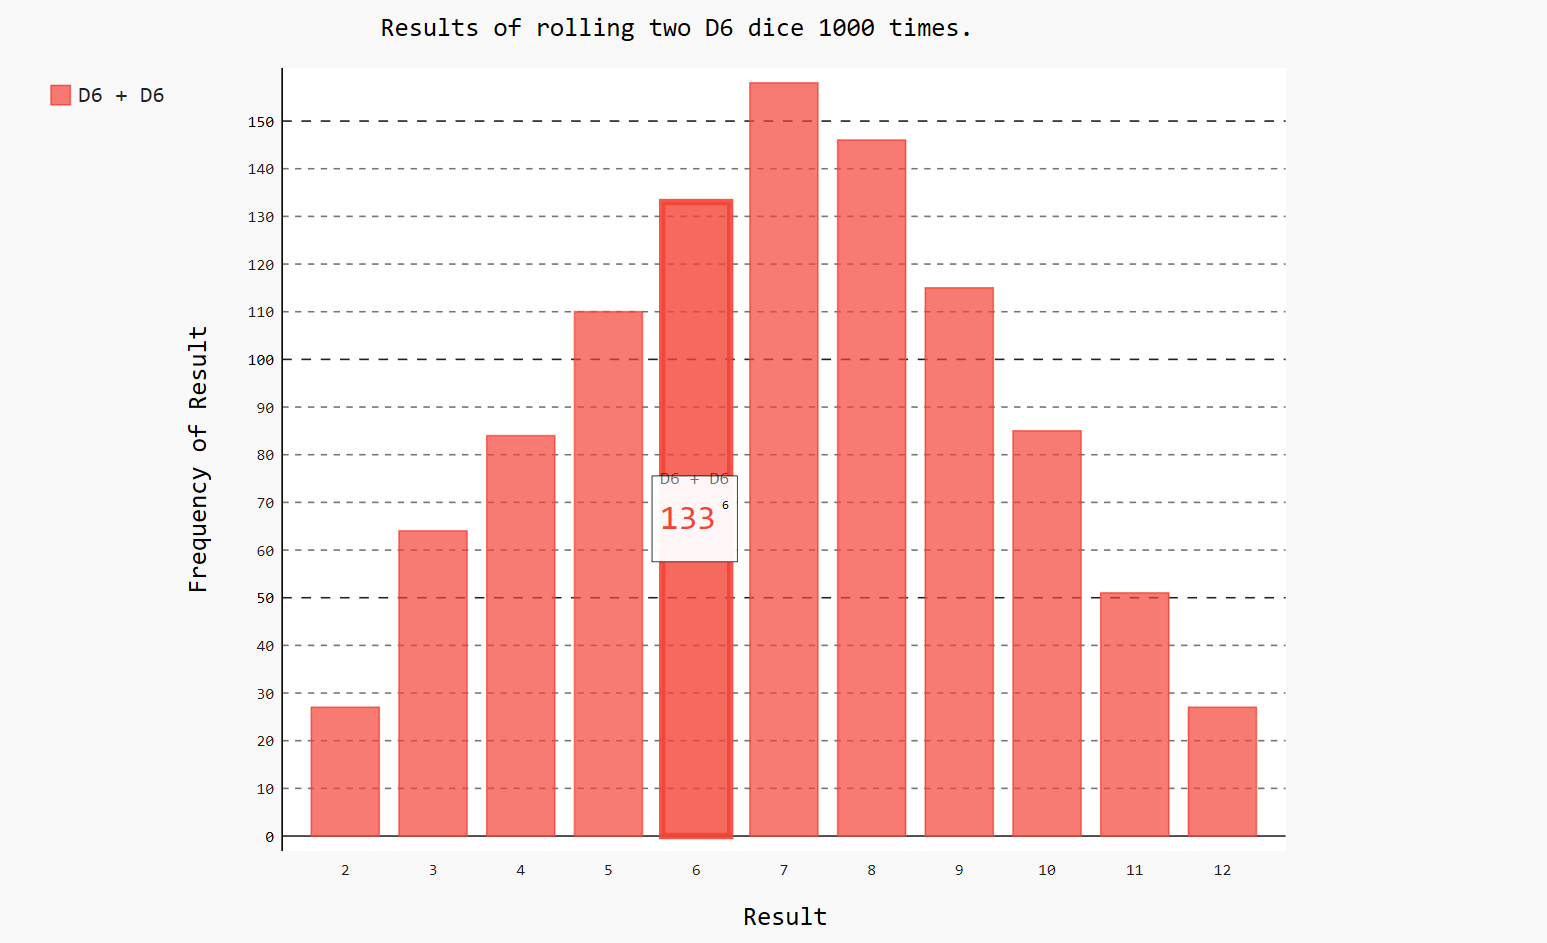 Results of rolling two D6 dice 1000 times.
D6 + D6
Frequency of Result
150
140
130
120
110
100
90
80
70
60
50
40
30
20
10
0
D6 + D6
133 6
2 3 4 5 6 7 8 9 10 11 12
Result